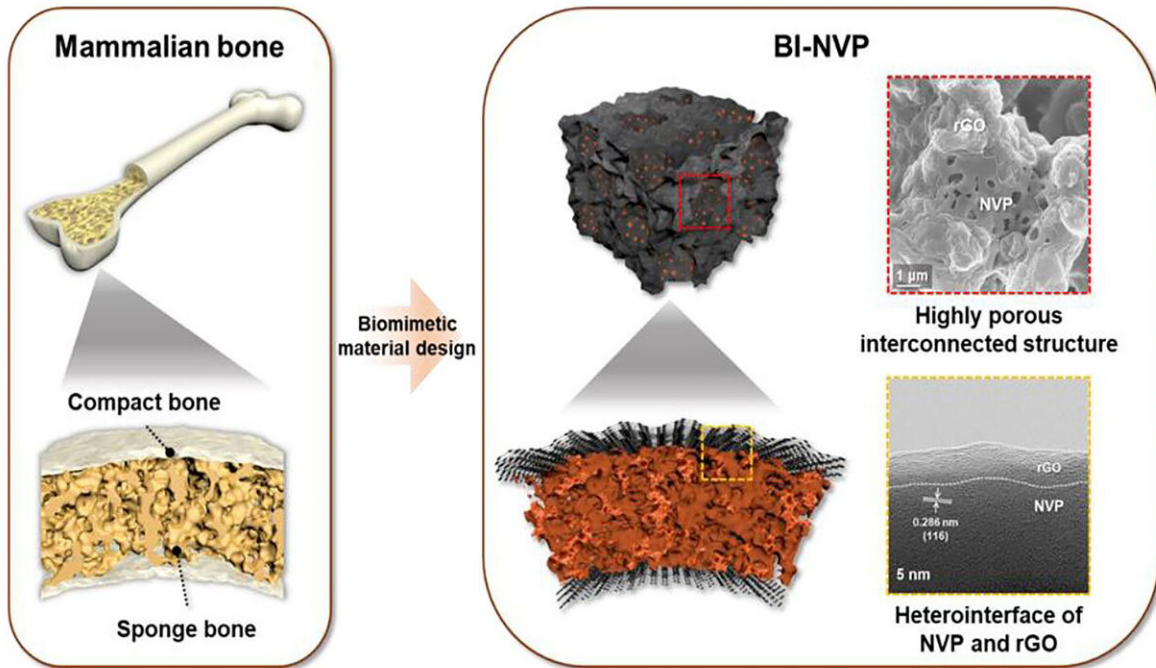 Mammalian bone
Compact bone
Sponge bone
Biomimetic
material design
BI-NVP
rGO
NVP
1 μm
Highly porous
interconnected structure
rGO
NVP
0.286 nm
(116)
5 nm
Heterointerface of
NVP and rGO